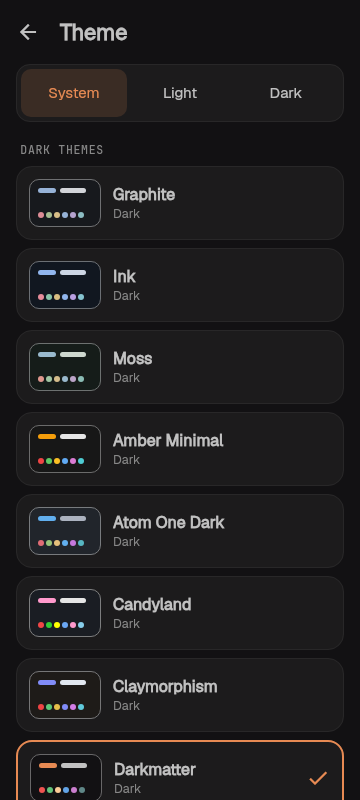 Theme
System
Light
Dark
DARK THEMES
Graphite
Dark
Ink
Dark
Moss
Dark
Amber Minimal
Dark
Atom One Dark
Dark
Candyland
Dark
Claymorphism
Dark
Darkmatter
Dark